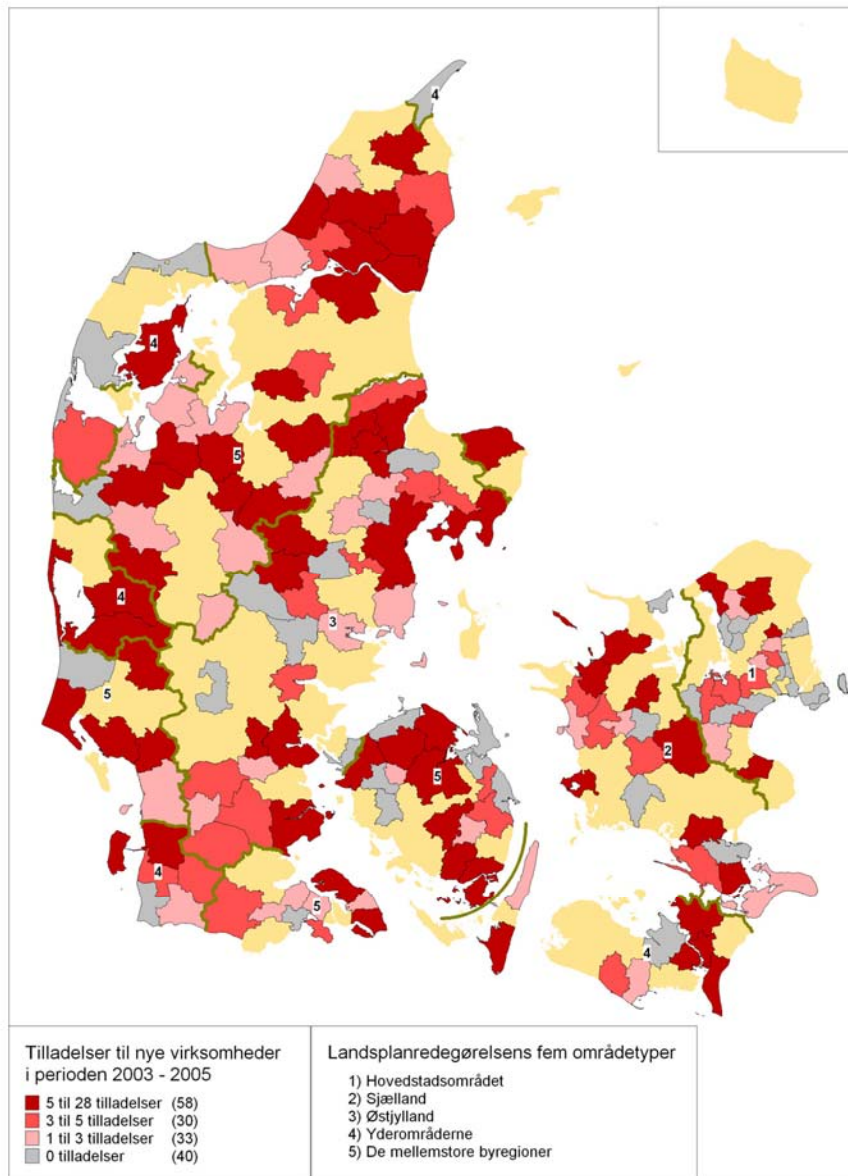 4
4
5
4
3
5
1
2
5
4
5
4
Tilladelser til nye virksomheder
i perioden 2003 - 2005
5 til 28 tilladelser (58)
3 til 5 tilladelser (30)
1 til 3 tilladelser (33)
0 tilladelser (40)
Landsplanredegørelsens fem områdetyper
1) Hovedstadsområdet
2) Sjælland
3) Østjylland
4) Yderområderne
5) De mellemstore byregioner